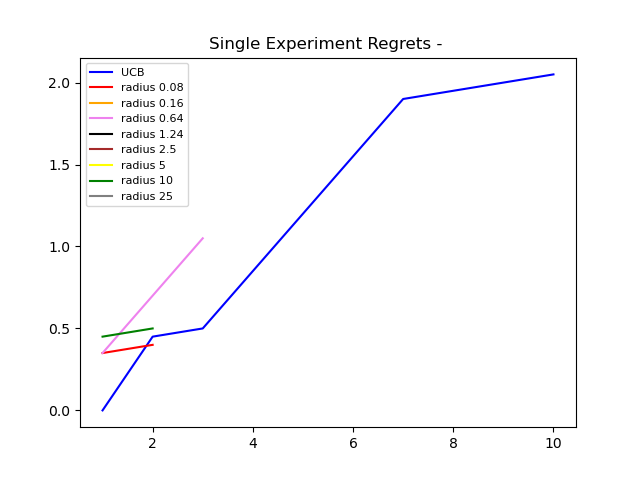 Single Experiment Regrets -
UCB
radius 0.08
radius 0.16
radius 0.64
radius 1.24
radius 2.5
radius 5
radius 10
radius 25
2.0
1.5
1.0
0.5
0.0
2 4 6 8 10